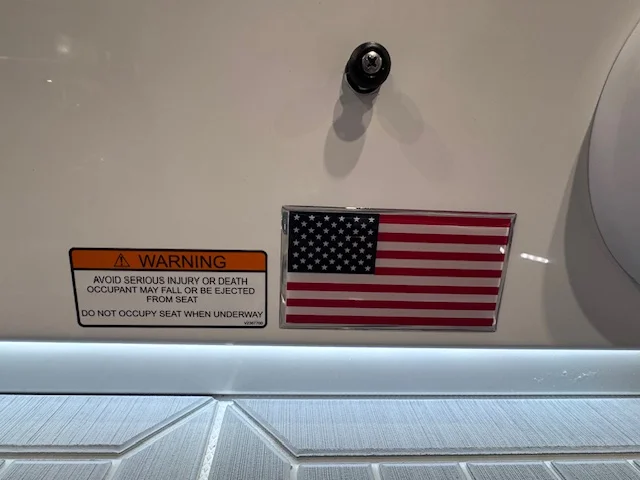 WARNING
AVOID SERIOUS INJURY OR DEATH
OCCUPANT MAY FALL OR BE EJECTED
FROM SEAT
DO NOT OCCUPY SEAT WHEN UNDERWAY